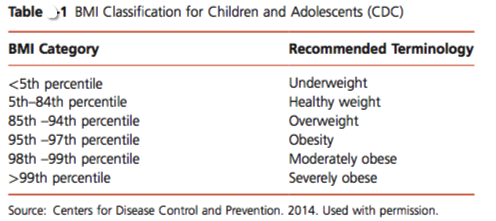 Table -1 BMI Classification for Children and Adolescents (CDC)
BMI Category Recommended Terminology
<5th percentile Underweight
5th–84th percentile Healthy weight
85th –94th percentile Overweight
95th –97th percentile Obesity
98th –99th percentile Moderately obese
>99th percentile Severely obese
Source: Centers for Disease Control and Prevention. 2014. Used with permission.